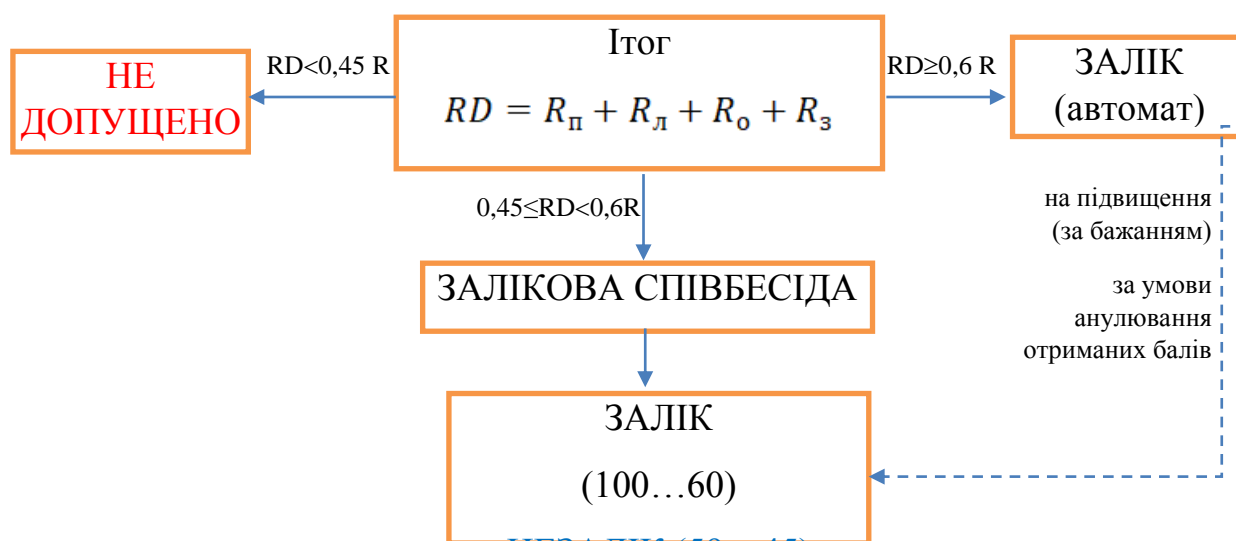 Ітог
RD<0,45 R
RD≥0,6 R
НЕ
ДОПУЩЕНО
RD = Rп + Rл + Rо + Rз
ЗАЛІК
(автомат)
0,45≤RD<0,6R
на підвищення
(за бажанням)
ЗАЛІКОВА СПІВБЕСІДА
за умови
анулювання
отриманих балів
ЗАЛІК
(100…60)